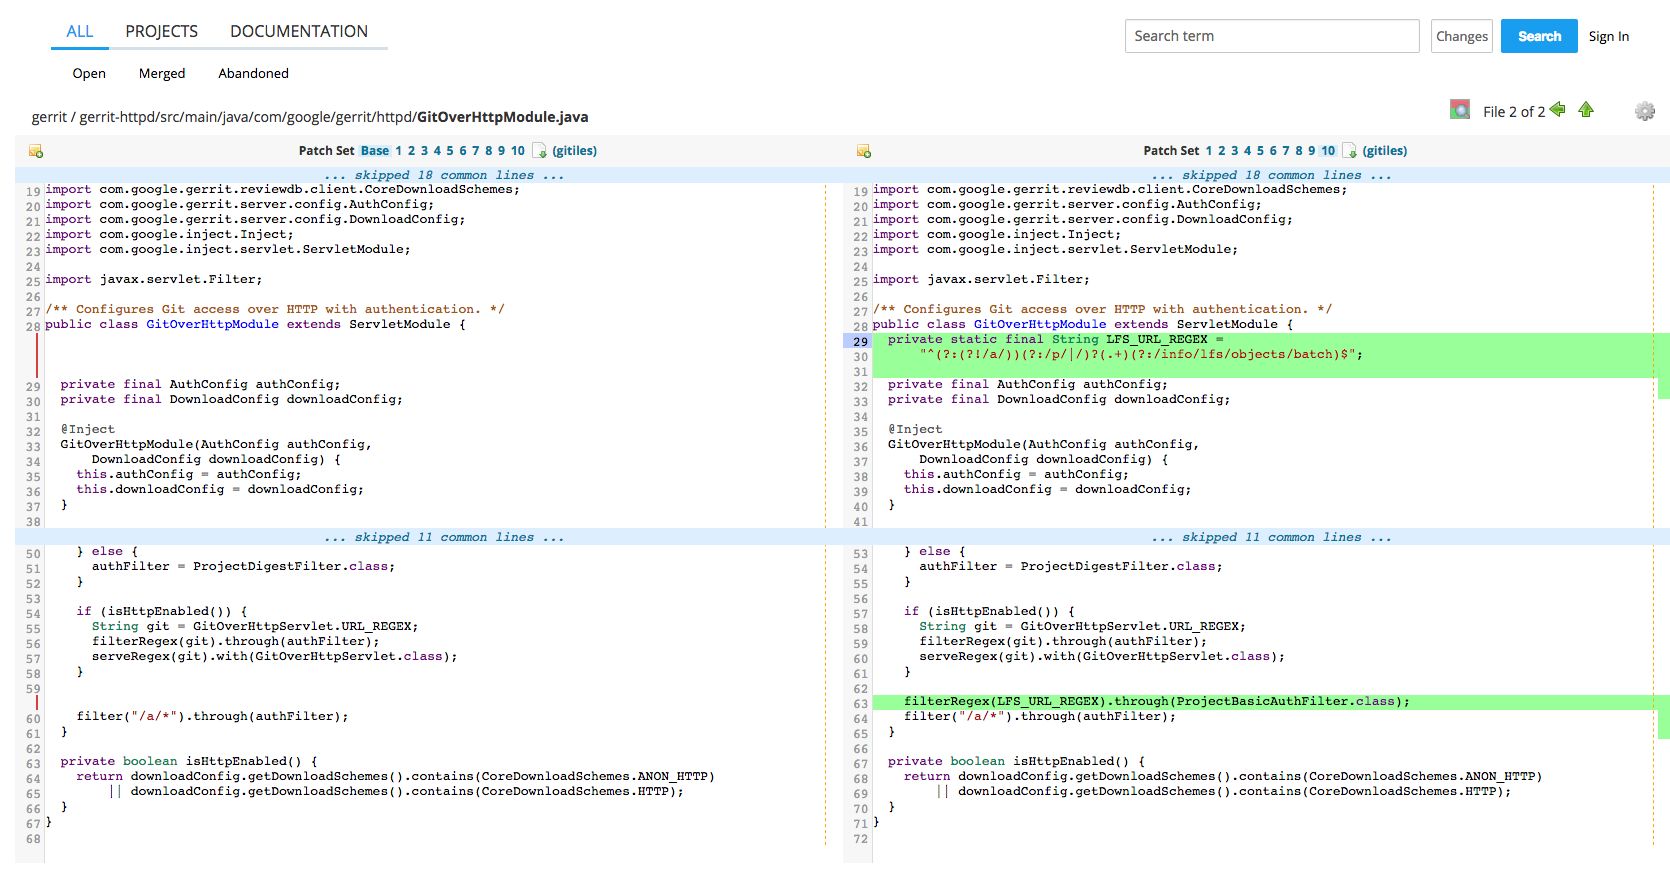 ALL PROJECTS DOCUMENTATION
Search term Changes Search Sign In
Open Merged Abandoned
gerrit / gerrit-httpd/src/main/java/com/google/gerrit/httpd/GitOverHttpModule.java
File 2 of 2
Patch Set Base 1 2 3 4 5 6 7 8 9 10 (gitiles)
... skipped 18 common lines ...
19 import com.google.gerrit.reviewdb.client.CoreDownloadSchemes;
20 import com.google.gerrit.server.config.AuthConfig;
21 import com.google.gerrit.server.config.DownloadConfig;
22 import com.google.inject.Inject;
23 import com.google.inject.servlet.ServletModule;
24
25 import javax.servlet.Filter;
26
27 /** Configures Git access over HTTP with authentication. */
28 public class GitOverHttpModule extends ServletModule {
29 private final AuthConfig authConfig;
30 private final DownloadConfig downloadConfig;
31
32 @Inject
33 GitOverHttpModule(AuthConfig authConfig,
34 DownloadConfig downloadConfig) {
35 this.authConfig = authConfig;
36 this.downloadConfig = downloadConfig;
37 }
38
... skipped 11 common lines ...
50 } else {
51 authFilter = ProjectDigestFilter.class;
52 }
53
54 if (isHttpEnabled()) {
55 String git = GitOverHttpServlet.URL_REGEX;
56 filterRegex(git).through(authFilter);
57 serveRegex(git).with(GitOverHttpServlet.class);
58 }
59
60 filter("/a/*").through(authFilter);
61 }
62
63 private boolean isHttpEnabled() {
64 return downloadConfig.getDownloadSchemes().contains(CoreDownloadSchemes.ANON_HTTP)
65 || downloadConfig.getDownloadSchemes().contains(CoreDownloadSchemes.HTTP);
66 }
67 }
68
Patch Set 1 2 3 4 5 6 7 8 9 10 (gitiles)
... skipped 18 common lines ...
19 import com.google.gerrit.reviewdb.client.CoreDownloadSchemes;
20 import com.google.gerrit.server.config.AuthConfig;
21 import com.google.gerrit.server.config.DownloadConfig;
22 import com.google.inject.Inject;
23 import com.google.inject.servlet.ServletModule;
24
25 import javax.servlet.Filter;
26
27 /** Configures Git access over HTTP with authentication. */
28 public class GitOverHttpModule extends ServletModule {
29 private static final String LFS_URL_REGEX =
30 "^(?:(?!/a/))(?:/p/|/)?(.+)(?:/info/lfs/objects/batch)$";
31
32 private final AuthConfig authConfig;
33 private final DownloadConfig downloadConfig;
34
35 @Inject
36 GitOverHttpModule(AuthConfig authConfig,
37 DownloadConfig downloadConfig) {
38 this.authConfig = authConfig;
39 this.downloadConfig = downloadConfig;
40 }
41
... skipped 11 common lines ...
53 } else {
54 authFilter = ProjectDigestFilter.class;
55 }
56
57 if (isHttpEnabled()) {
58 String git = GitOverHttpServlet.URL_REGEX;
59 filterRegex(git).through(authFilter);
60 serveRegex(git).with(GitOverHttpServlet.class);
61 }
62
63 filterRegex(LFS_URL_REGEX).through(ProjectBasicAuthFilter.class);
64 filter("/a/*").through(authFilter);
65 }
66
67 private boolean isHttpEnabled() {
68 return downloadConfig.getDownloadSchemes().contains(CoreDownloadSchemes.ANON_HTTP)
69 || downloadConfig.getDownloadSchemes().contains(CoreDownloadSchemes.HTTP);
70 }
71 }
72